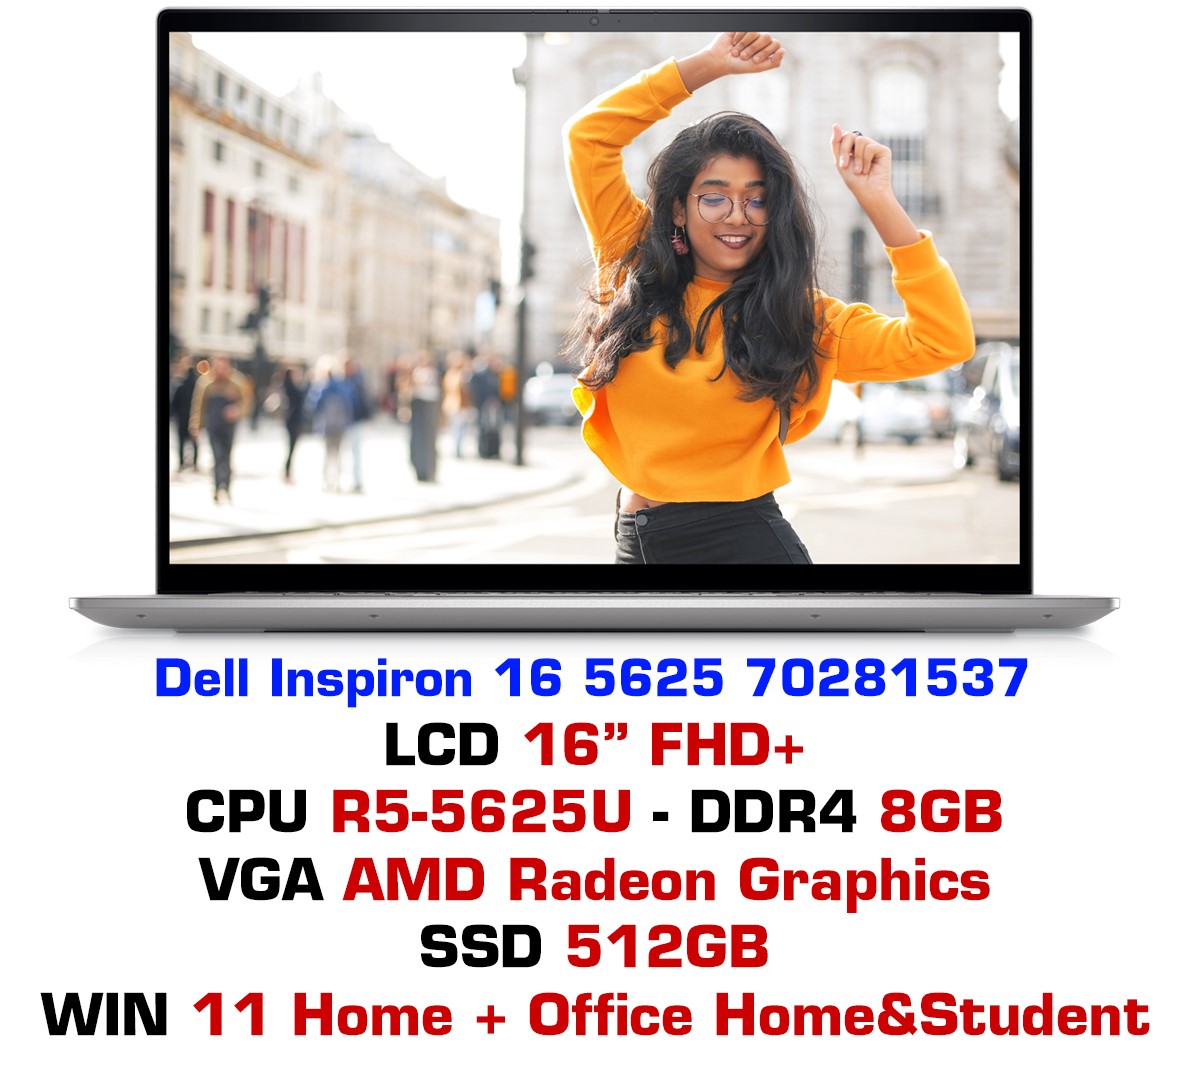 Dell Inspiron 16 5625 70281537
LCD 16” FHD+
CPU R5-5625U - DDR4 8GB
VGA AMD Radeon Graphics
SSD 512GB
WIN 11 Home + Office Home&Student